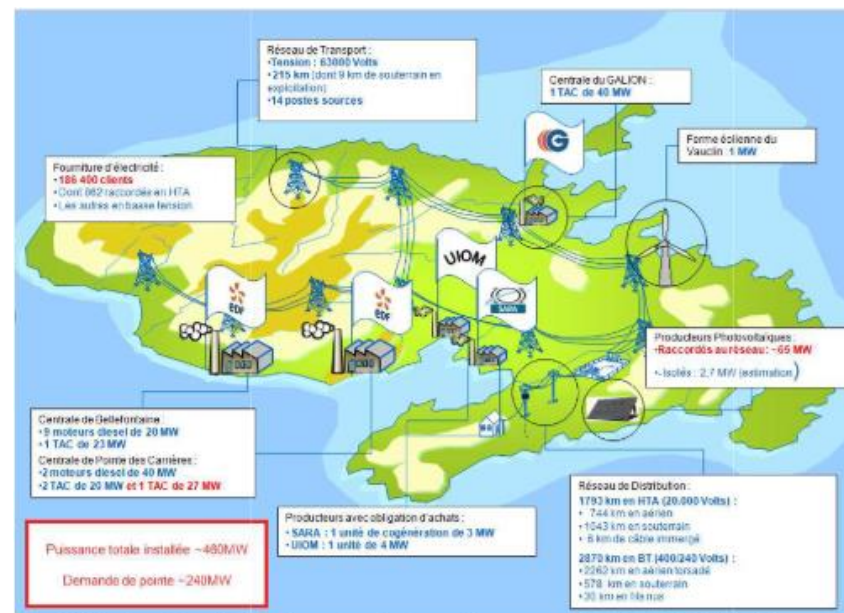 Réseau de Transport :
•Tension : 63000 Volts
•215 km (dont 9 km de souterrain en
exploitation)
•14 postes sources
Centrale du GALION :
1 TAC de 40 MW
G
Ferme éolienne du
Vauclin : 1 MW
Fourniture d'électricité :
•186 400 clients
•Dont 862 raccordés en HTA
•Les autres en basse tension
UIOM
EDF
EDF
SARA
Producteurs Photovoltaïques :
•Raccordés au réseau : ~65 MW
•Isolés : 2,7 MW (estimation)
Centrale de Bellefontaine :
•9 moteurs diesel de 20 MW
•1 TAC de 23 MW
Centrale de Pointe des Carrières :
•2 moteurs diesel de 40 MW
•2 TAC de 20 MW et 1 TAC de 27 MW
Producteurs avec obligation d'achats :
•SARA : 1 unité de cogénération de 3 MW
•UIOM : 1 unité de 4 MW
Réseau de Distribution :
1793 km en HTA (20.000 Volts) :
• 744 km en aérien
•1043 km en souterrain
• 6 km de câble immergé
2870 km en BT (400/240 Volts) :
•2262 km en aérien torsadé
•578 km en souterrain
•30 km en fils nus
Puissance totale installée ~460MW
Demande de pointe ~240MW